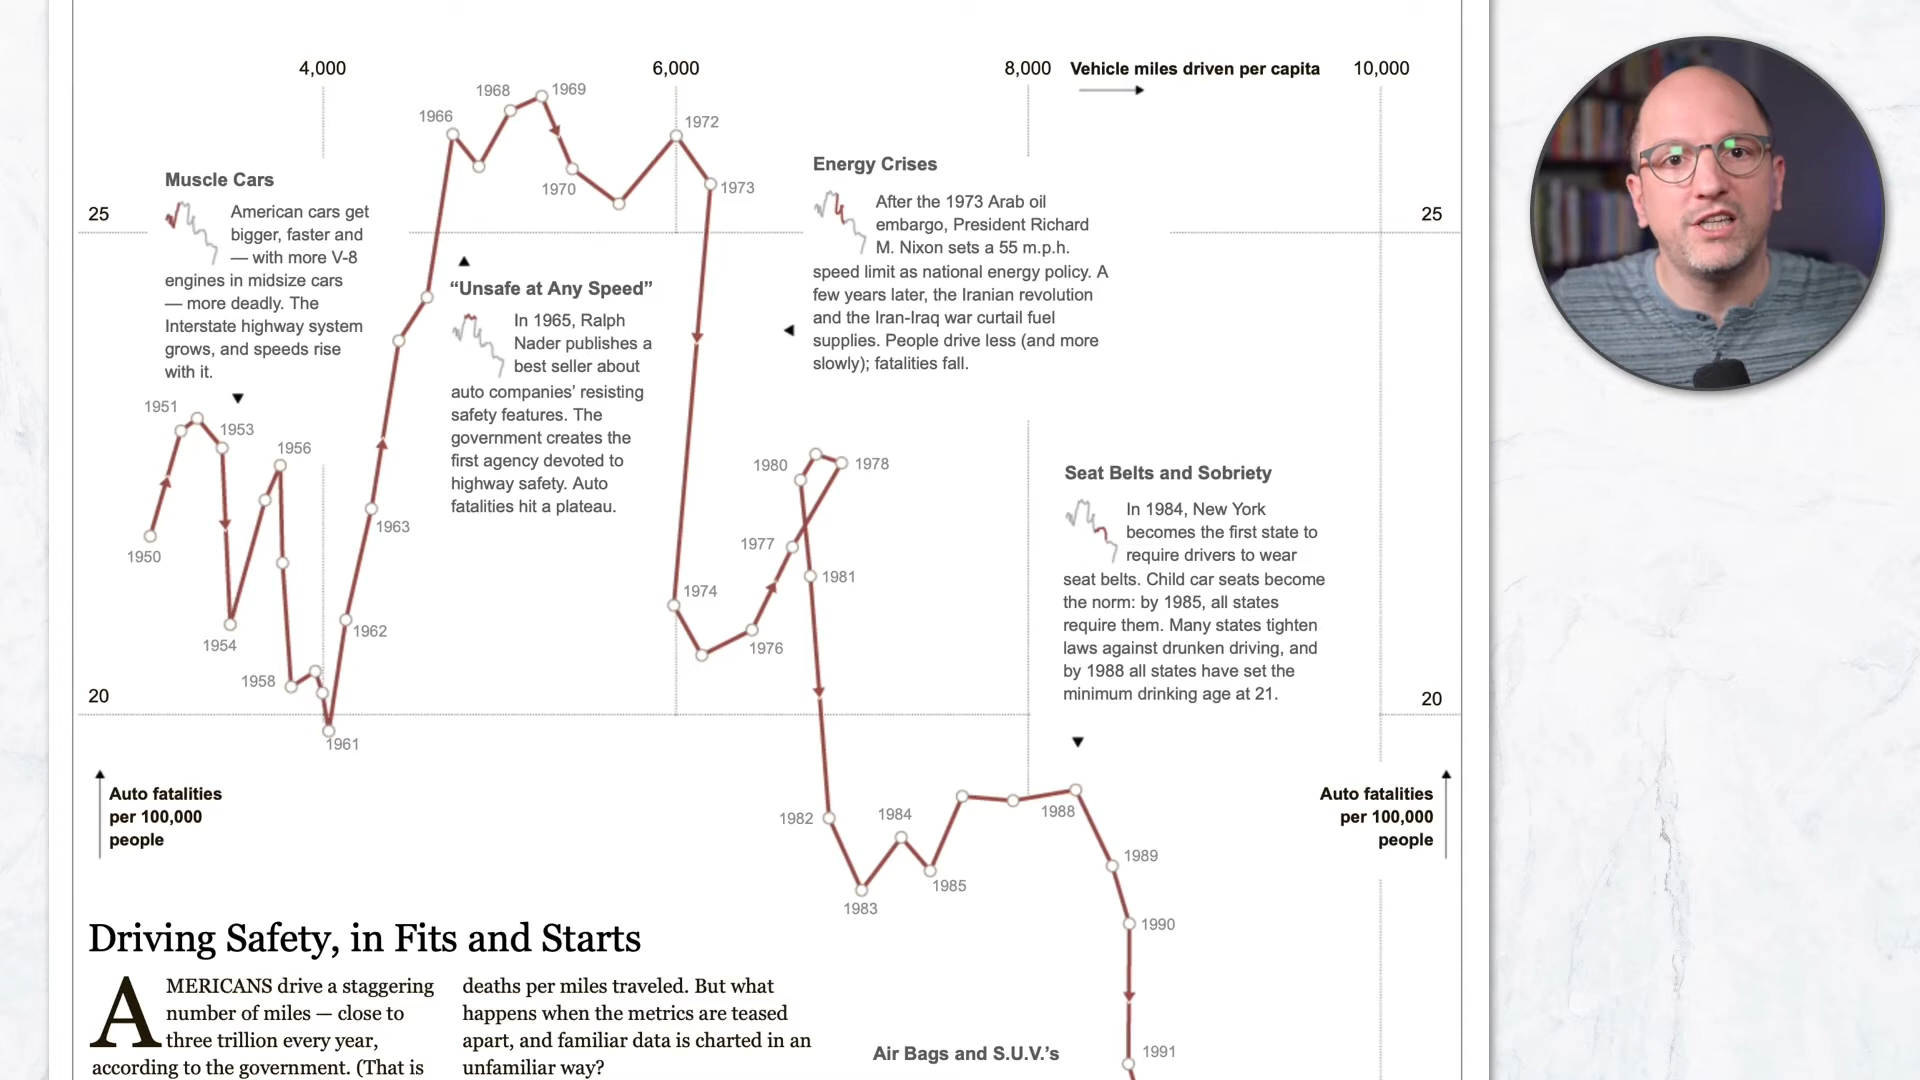 4,000
6,000
8,000
Vehicle miles driven per capita
10,000
25
25
20
20
Muscle Cars
American cars get
bigger, faster and
— with more V-8
engines in midsize cars
— more deadly. The
Interstate highway system
grows, and speeds rise
with it.
“Unsafe at Any Speed”
In 1965, Ralph
Nader publishes a
best seller about
auto companies’ resisting
safety features. The
government creates the
first agency devoted to
highway safety. Auto
fatalities hit a plateau.
Energy Crises
After the 1973 Arab oil
embargo, President Richard
M. Nixon sets a 55 m.p.h.
speed limit as national energy policy. A
few years later, the Iranian revolution
and the Iran-Iraq war curtail fuel
supplies. People drive less (and more
slowly); fatalities fall.
Seat Belts and Sobriety
In 1984, New York
becomes the first state to
require drivers to wear
seat belts. Child car seats become
the norm: by 1985, all states
require them. Many states tighten
laws against drunken driving, and
by 1988 all states have set the
minimum drinking age at 21.
1950
1951
1953
1954
1956
1958
1961
1962
1963
1966
1968
1969
1970
1972
1973
1974
1976
1977
1978
1980
1981
1982
1983
1984
1985
1988
1989
1990
1991
Auto fatalities
per 100,000
people
Auto fatalities
per 100,000
people
Driving Safety, in Fits and Starts
AMERICANS drive a staggering
number of miles — close to
three trillion every year,
according to the government. (That is
deaths per miles traveled. But what
happens when the metrics are teased
apart, and familiar data is charted in an
unfamiliar way?
Air Bags and S.U.V.’s